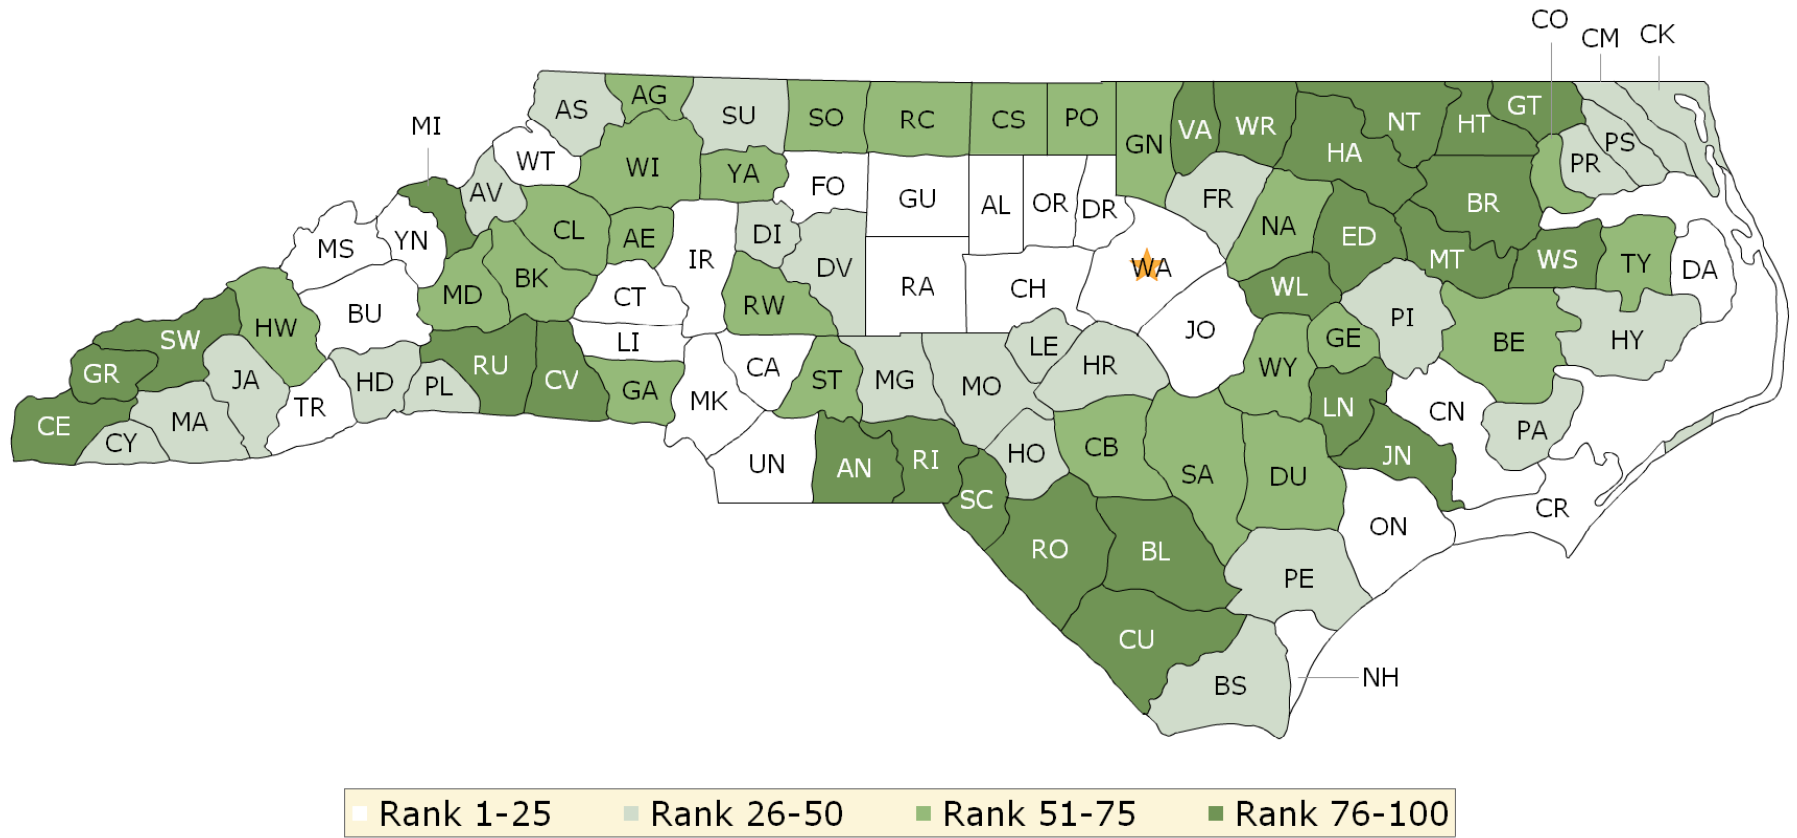 CO
CM
CK
AS
AG
SU
SO
RC
CS
PO
GN
VA
WR
NT
HT
GT
MI
WT
WI
YA
FO
HA
PS
PR
AV
GU
AL
OR
DR
FR
BR
MS
YN
CL
AE
DI
NA
ED
IR
DV
WA
MT
WS
TY
DA
BK
MD
CT
RW
RA
CH
WL
BU
HW
LI
JO
PI
SW
GE
BE
HY
GR
JA
HD
PL
RU
CV
GA
CA
ST
MG
MO
LE
HR
WY
TR
MK
LN
CN
CE
CY
MA
UN
AN
RI
HO
CB
SA
DU
JN
PA
SC
CR
RO
BL
ON
PE
CU
BS
NH
Rank 1-25
Rank 26-50
Rank 51-75
Rank 76-100